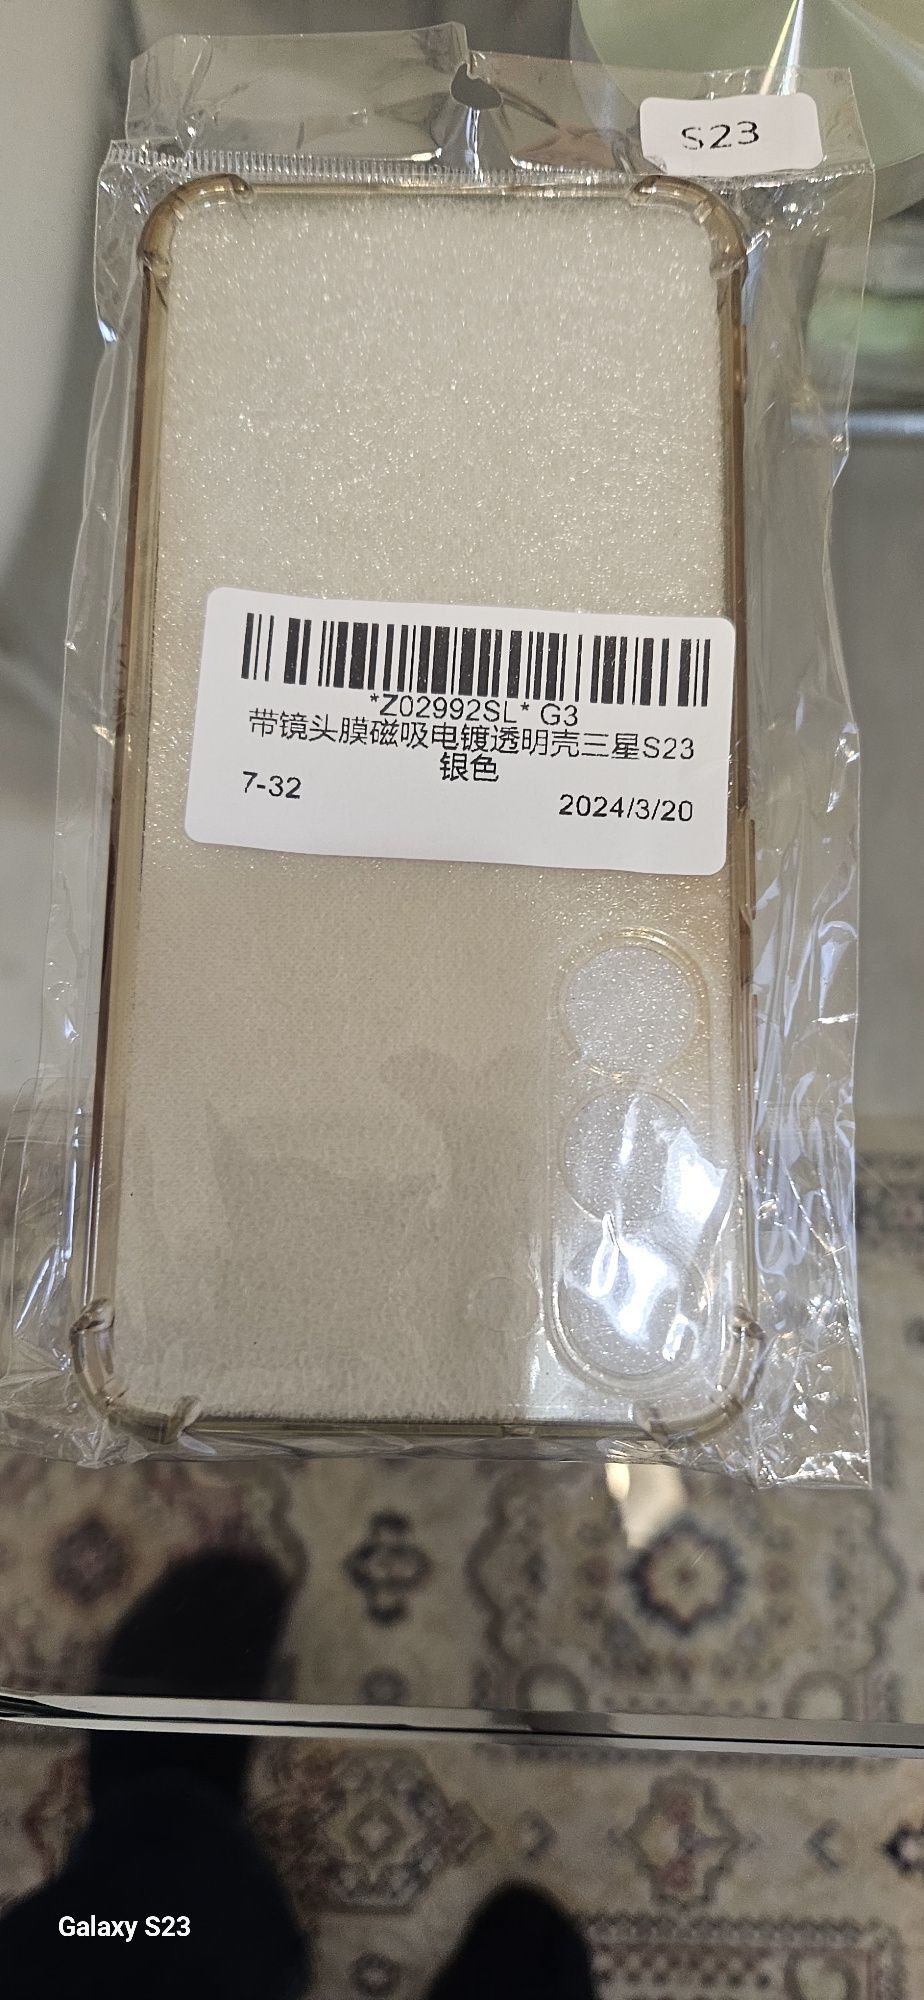 S23
*Z02992SL* G3
带镜头膜磁吸电镀透明壳三星S23
银色
7-32
2024/3/20
Galaxy S23